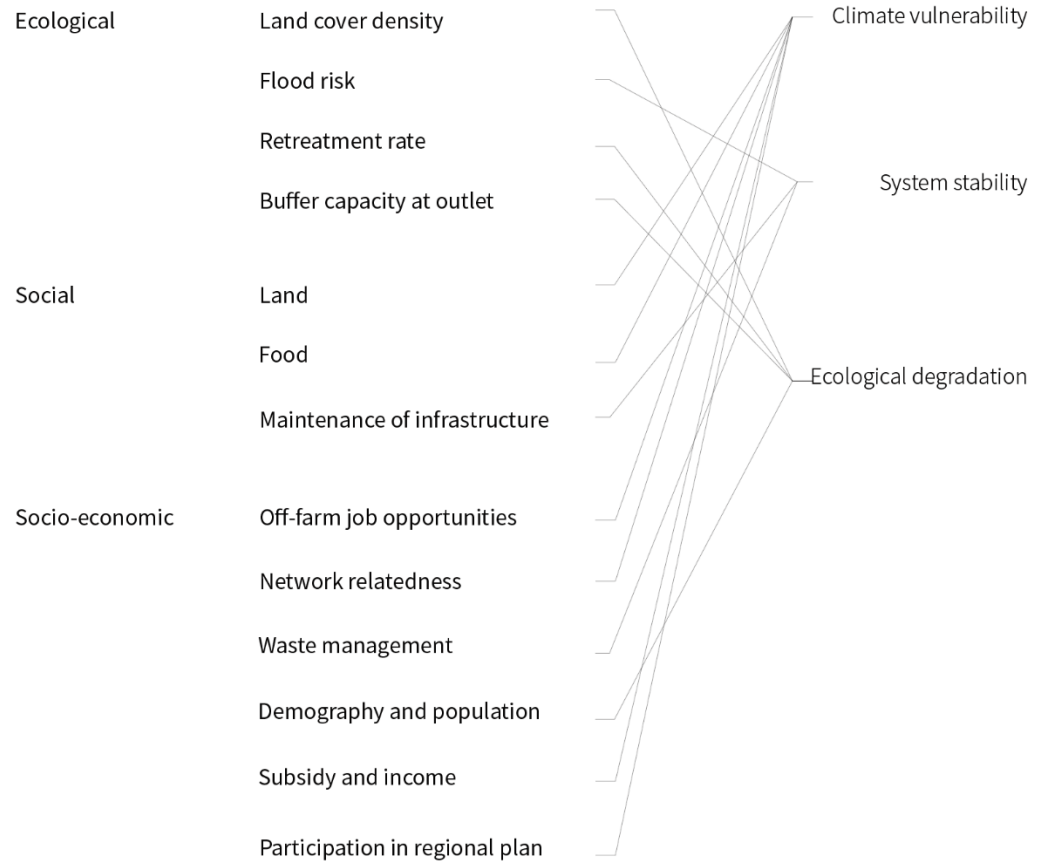 Ecological
Land cover density
Climate vulnerability
Flood risk
Retreatment rate
System stability
Buffer capacity at outlet
Social
Land
Food
Ecological degradation
Maintenance of infrastructure
Socio-economic
Off-farm job opportunities
Network relatedness
Waste management
Demography and population
Subsidy and income
Participation in regional plan